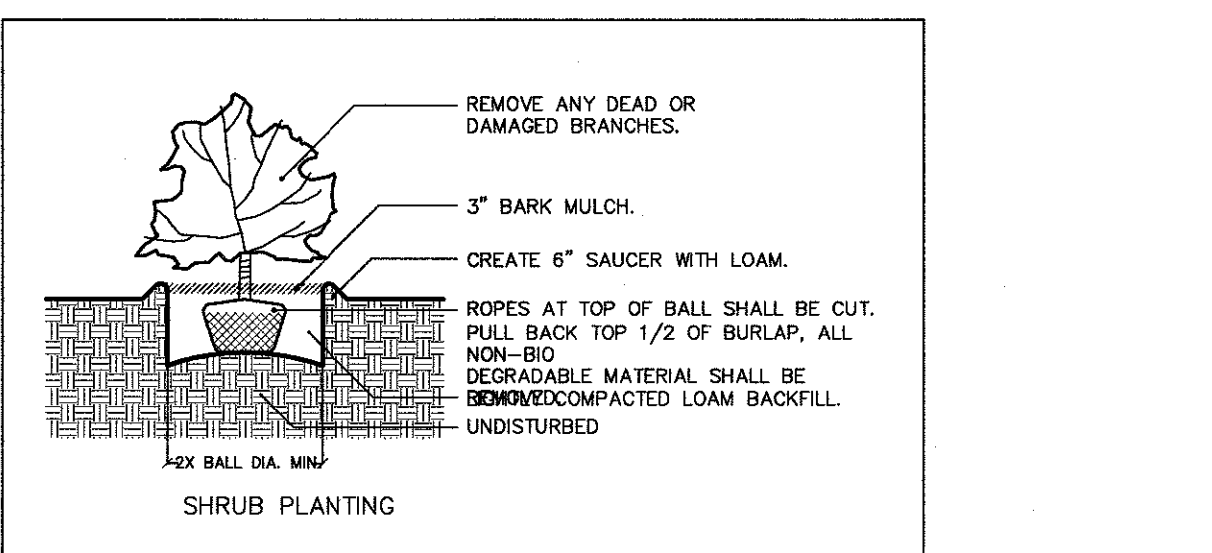 REMOVE ANY DEAD OR
DAMAGED BRANCHES.
3" BARK MULCH.
CREATE 6" SAUCER WITH LOAM.
ROPES AT TOP OF BALL SHALL BE CUT.
PULL BACK TOP 1/2 OF BURLAP, ALL
NON-BIO
DEGRADABLE MATERIAL SHALL BE
REMOVED.
COMPACTED LOAM BACKFILL.
UNDISTURBED
2X BALL DIA. MIN.
SHRUB PLANTING